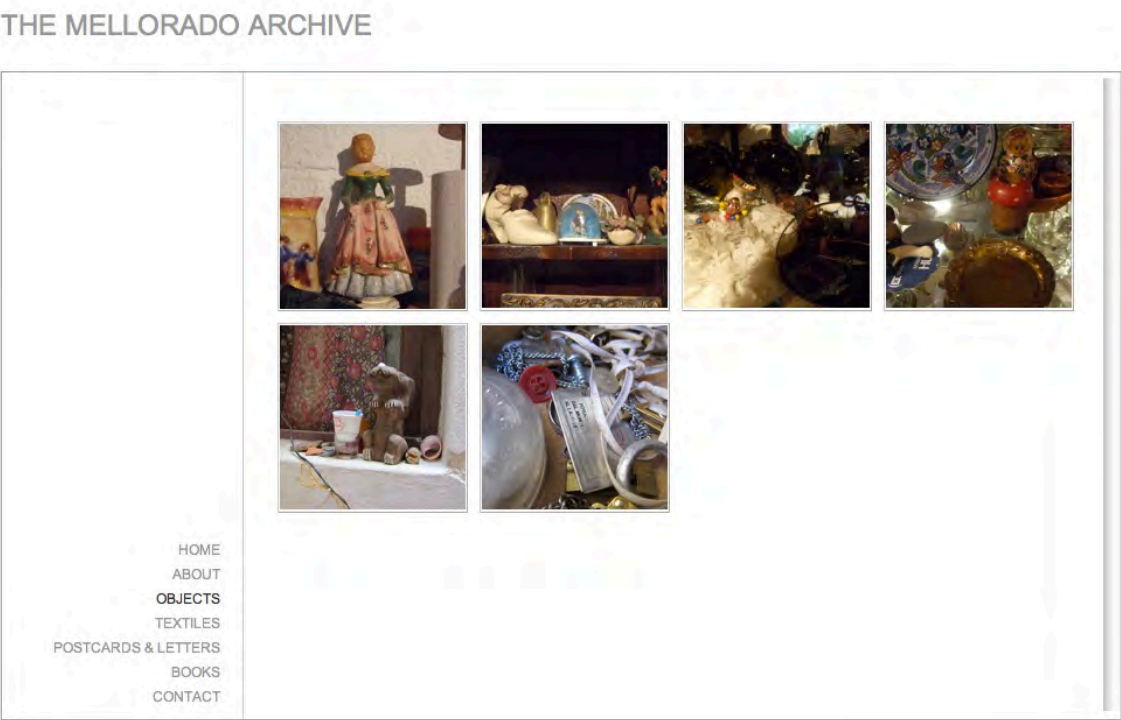 THE MELLORADO ARCHIVE
HOME
ABOUT
OBJECTS
TEXTILES
POSTCARDS & LETTERS
BOOKS
CONTACT